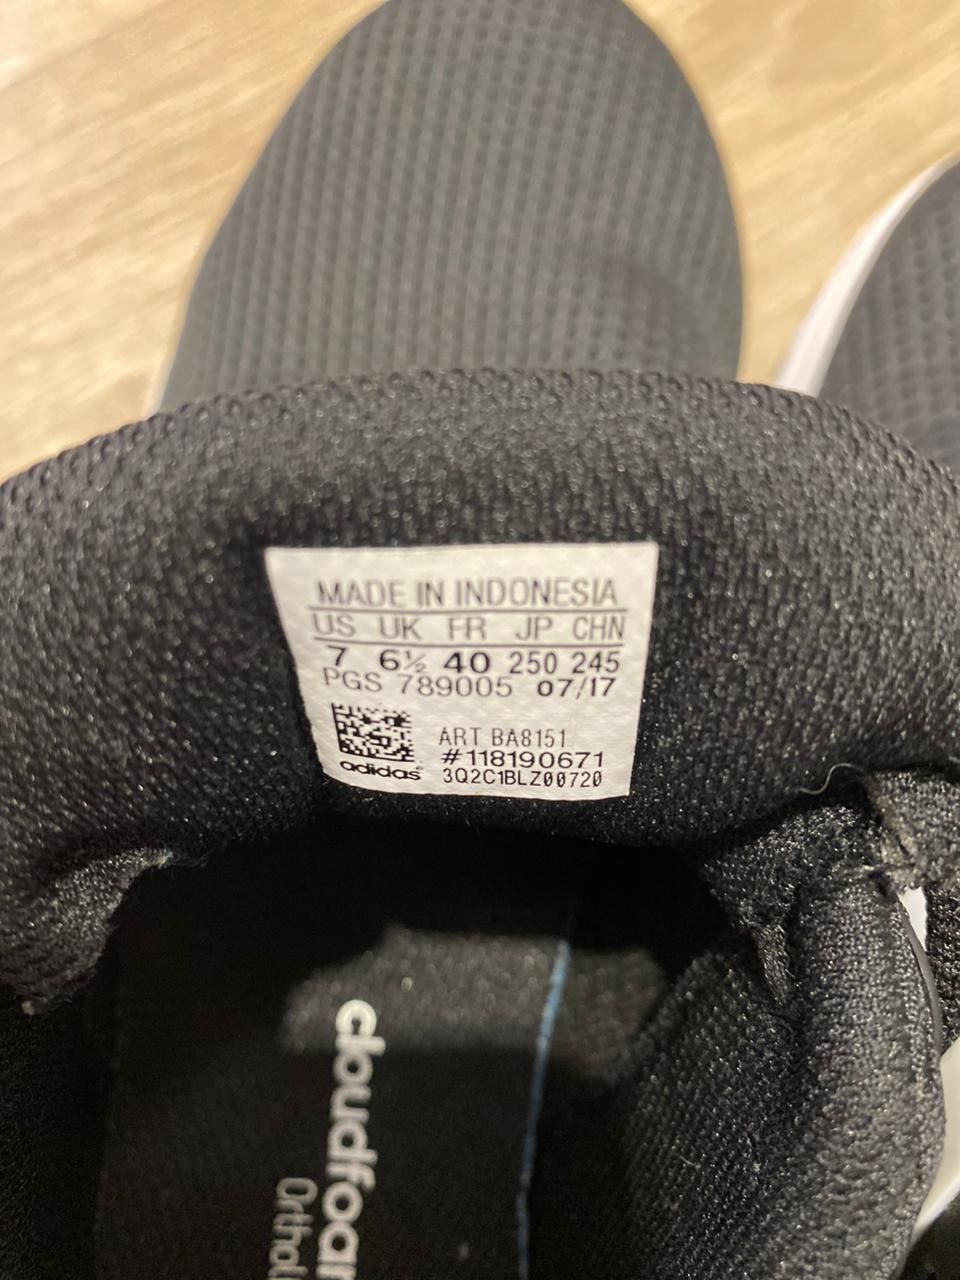 MADE IN INDONESIA
US UK FR JP CHN
7 6½ 40 250 245
PGS 789005 07/17
ART BA8151
#118190671
adidas 3Q2C1BLZ00720
cloudfoam